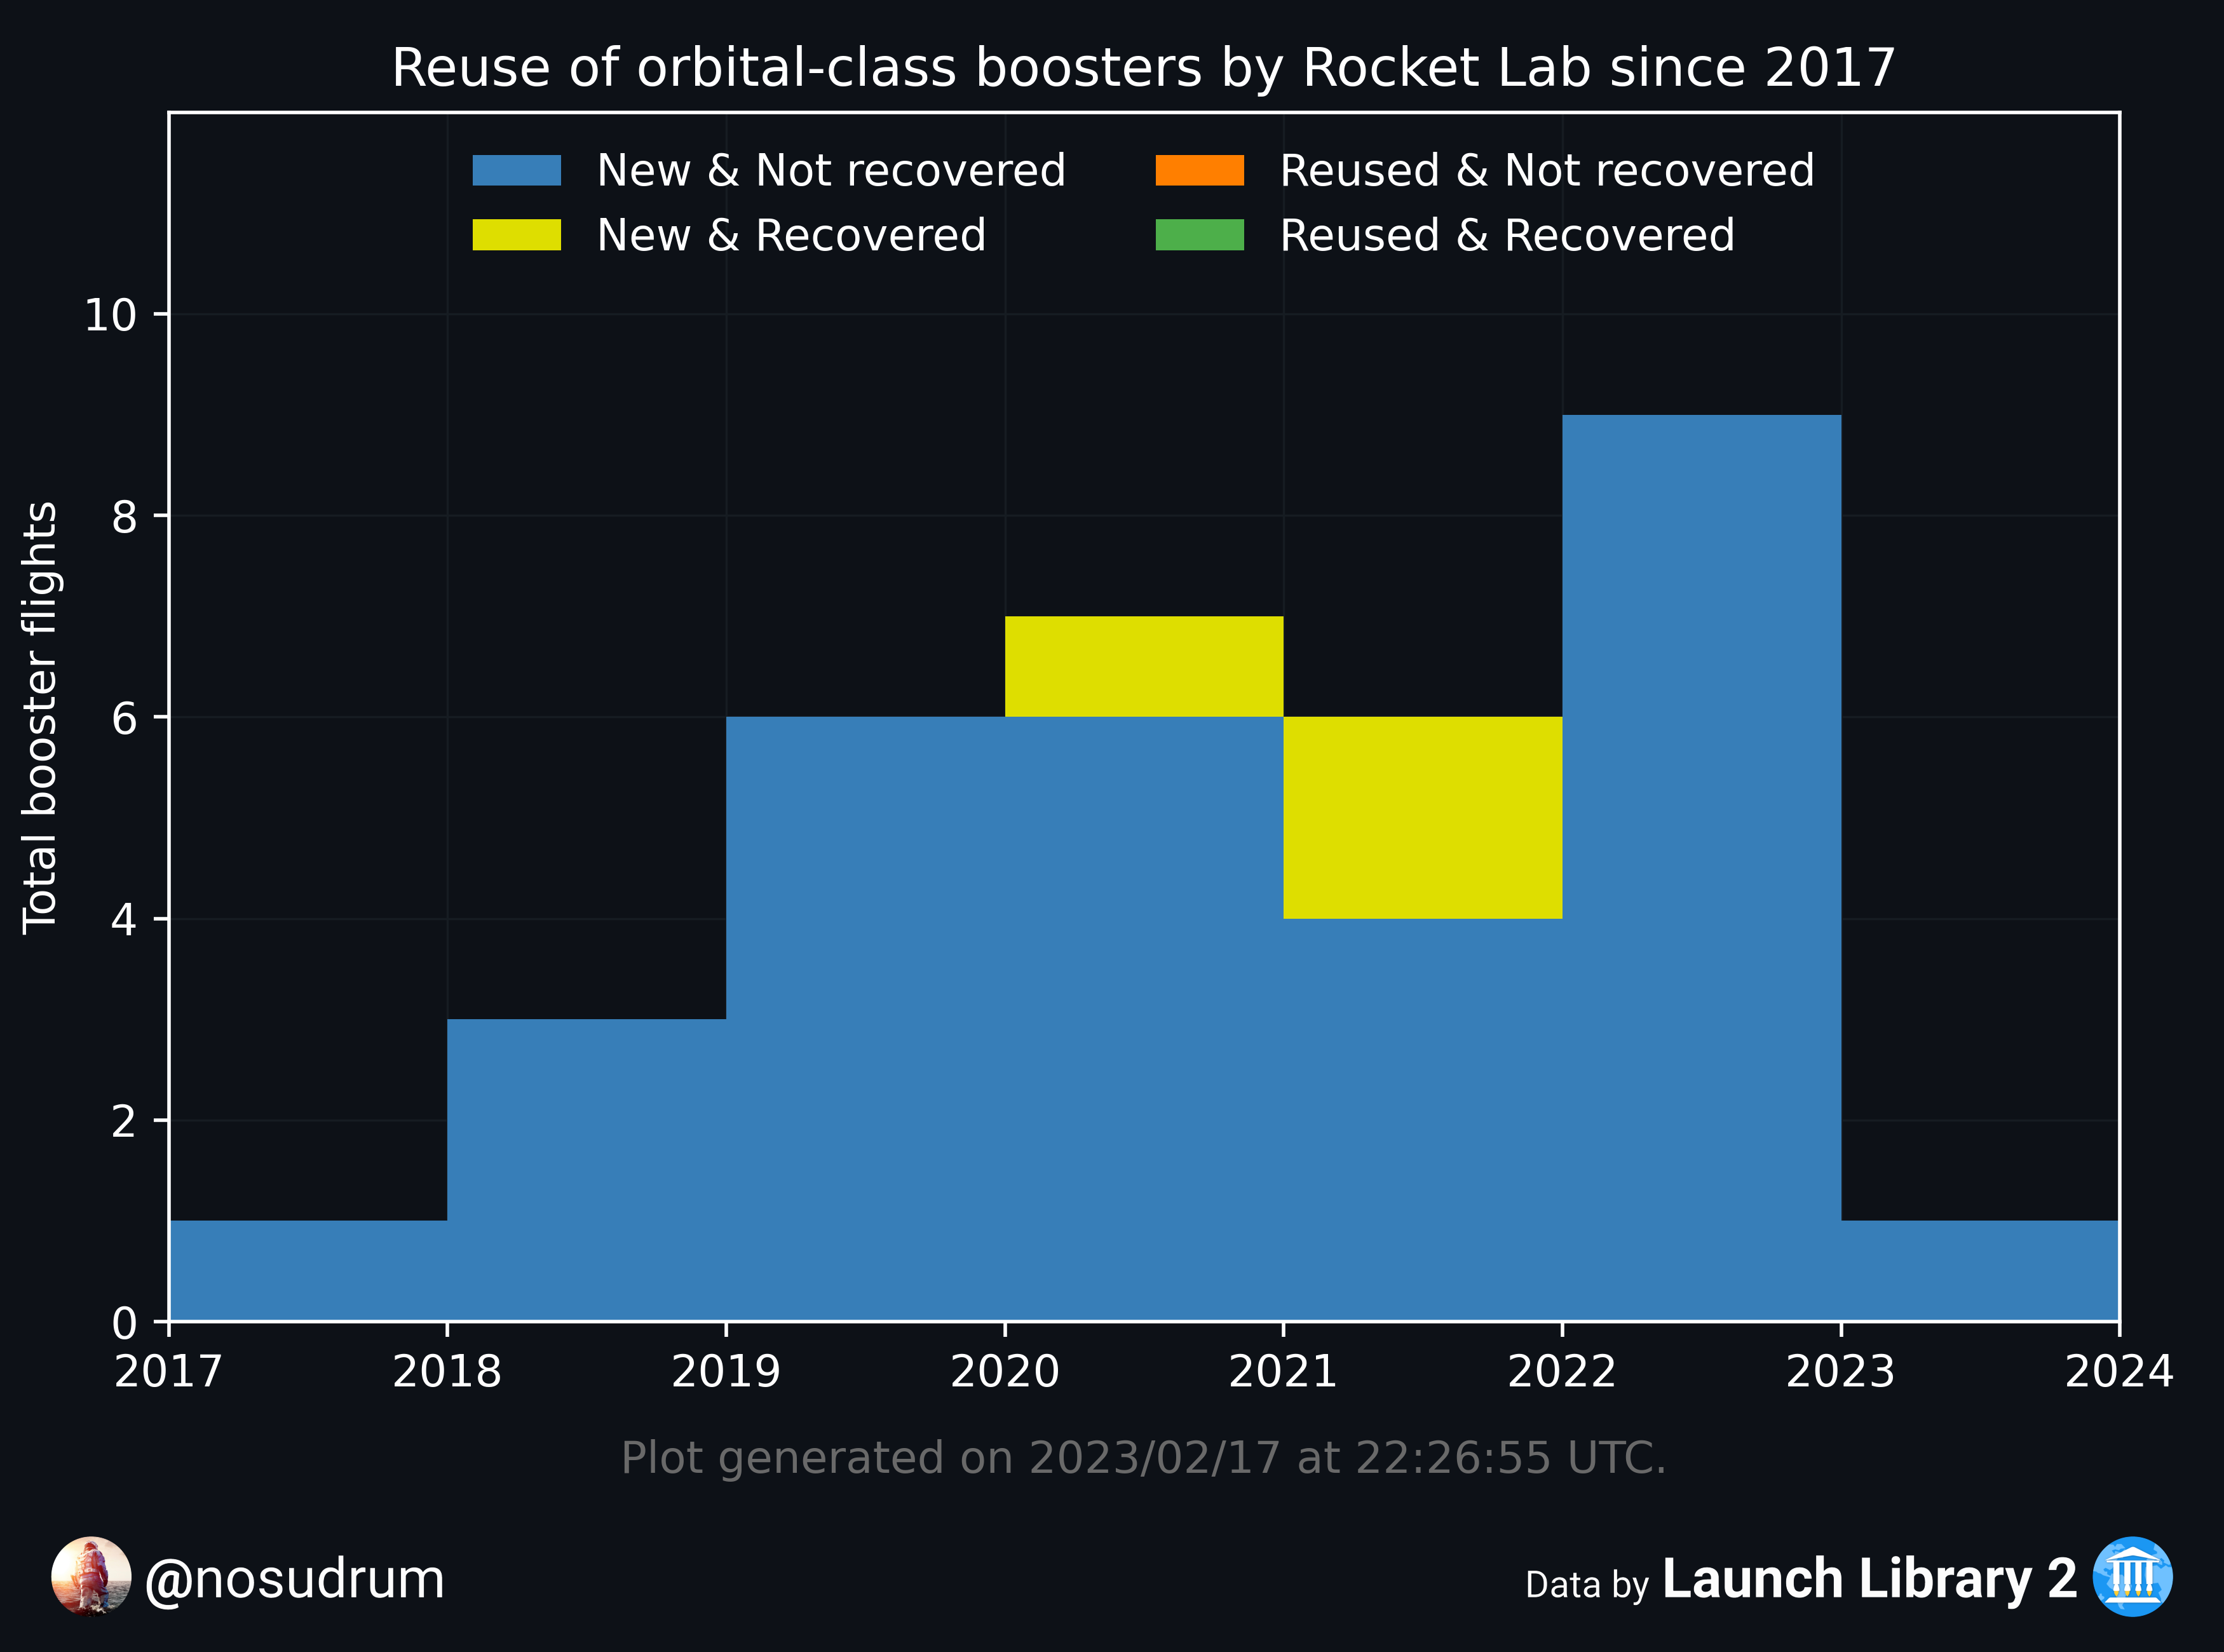 Reuse of orbital-class boosters by Rocket Lab since 2017
New & Not recovered
New & Recovered
Reused & Not recovered
Reused & Recovered
Total booster flights
10
8
6
4
2
0
2017 2018 2019 2020 2021 2022 2023 2024
Plot generated on 2023/02/17 at 22:26:55 UTC.
@nosudrum
Data by Launch Library 2